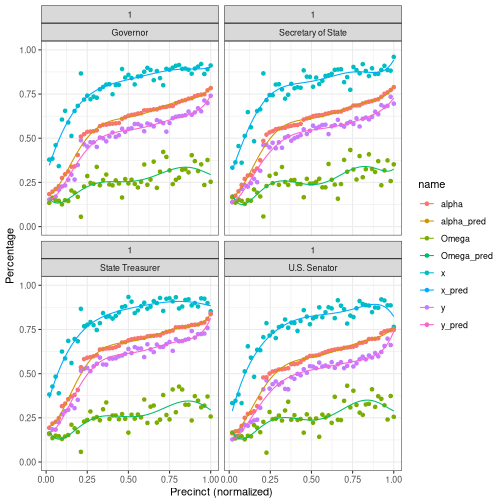 1
1
Governor
Secretary of State
1.00
0.75
0.50
0.25
0.00
1
1
State Treasurer
U.S. Senator
1.00
0.75
0.50
0.25
0.00
0.00 0.25 0.50 0.75 1.00 0.00 0.25 0.50 0.75 1.00
Precinct (normalized)
Percentage
name
alpha
alpha_pred
Omega
Omega_pred
x
x_pred
y
y_pred